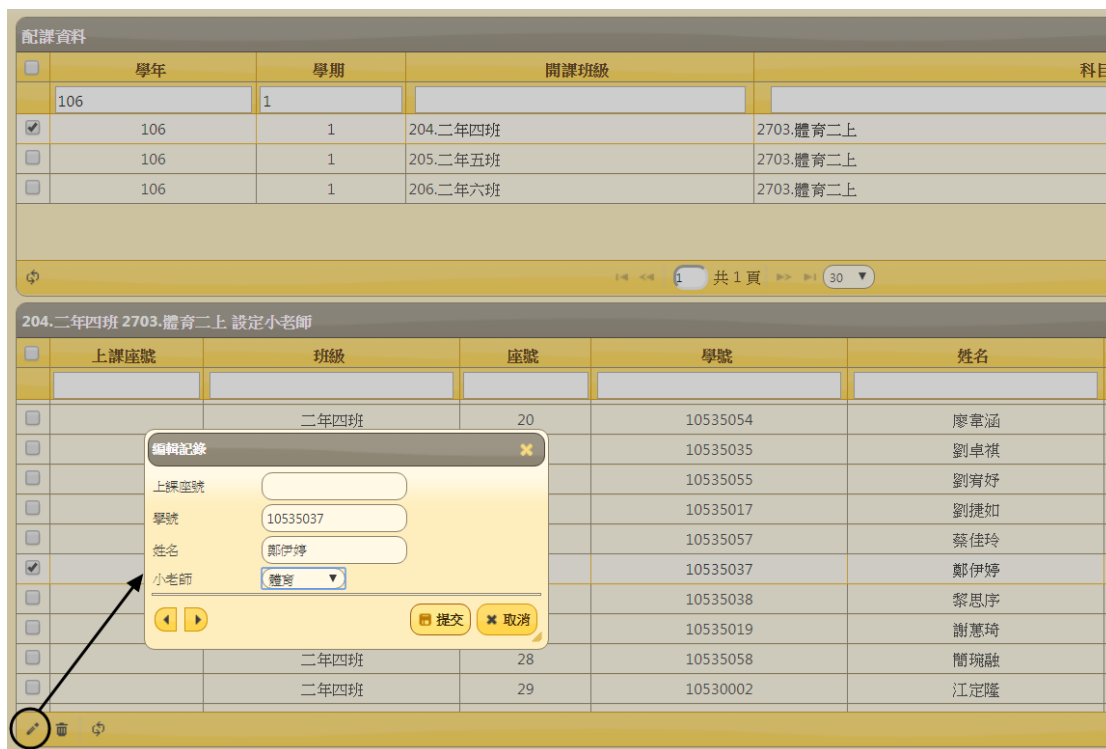 配課資料
學年 學期 開課班級 科目
106 1
106 1 204.二年四班 2703.體育二上
106 1 205.二年五班 2703.體育二上
106 1 206.二年六班 2703.體育二上
1 共 1 頁 30
204.二年四班 2703.體育二上 設定小老師
上課座號 班級 座號 學號 姓名
二年四班 20 10535054 廖韋涵
10535035 劉卓祺
10535055 劉宥妤
10535017 劉捷如
10535057 蔡佳玲
10535037 鄭伊婷
10535038 黎思序
10535019 謝蕙琦
二年四班 28 10535058 簡琬融
二年四班 29 10530002 江定隆
編輯記錄
上課座號
學號 10535037
姓名 鄭伊婷
小老師 體育
提交 取消